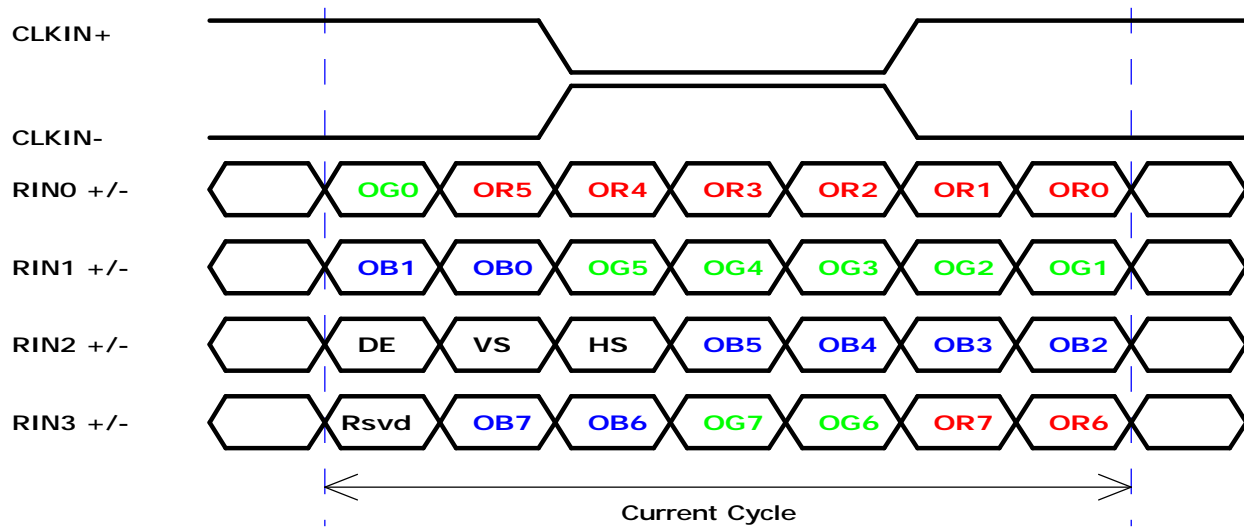 CLKIN+
CLKIN-
RIN0 +/- OG0 OR5 OR4 OR3 OR2 OR1 OR0
RIN1 +/- OB1 OB0 OG5 OG4 OG3 OG2 OG1
RIN2 +/- DE VS HS OB5 OB4 OB3 OB2
RIN3 +/- Rsvd OB7 OB6 OG7 OG6 OR7 OR6
Current Cycle